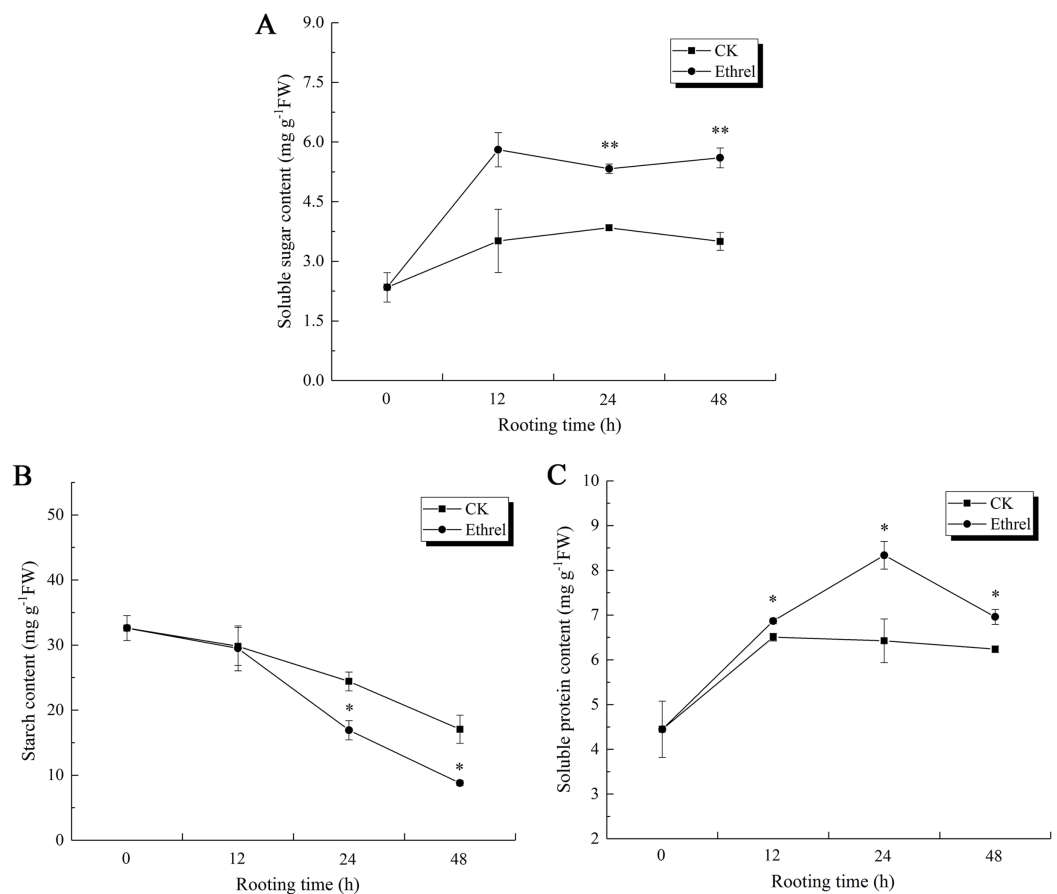 A
Soluble sugar content (mg g⁻¹FW)
9.0
7.5
6.0
4.5
3.0
1.5
0.0
CK
Ethrel
** **
0 12 24 48
Rooting time (h)
B
Starch content (mg g⁻¹FW)
50
40
30
20
10
0
CK
Ethrel
*
*
0 12 24 48
Rooting time (h)
C
Soluble protein content (mg g⁻¹FW)
10
9
8
7
6
5
4
3
2
CK
Ethrel
*
*
*
0 12 24 48
Rooting time (h)